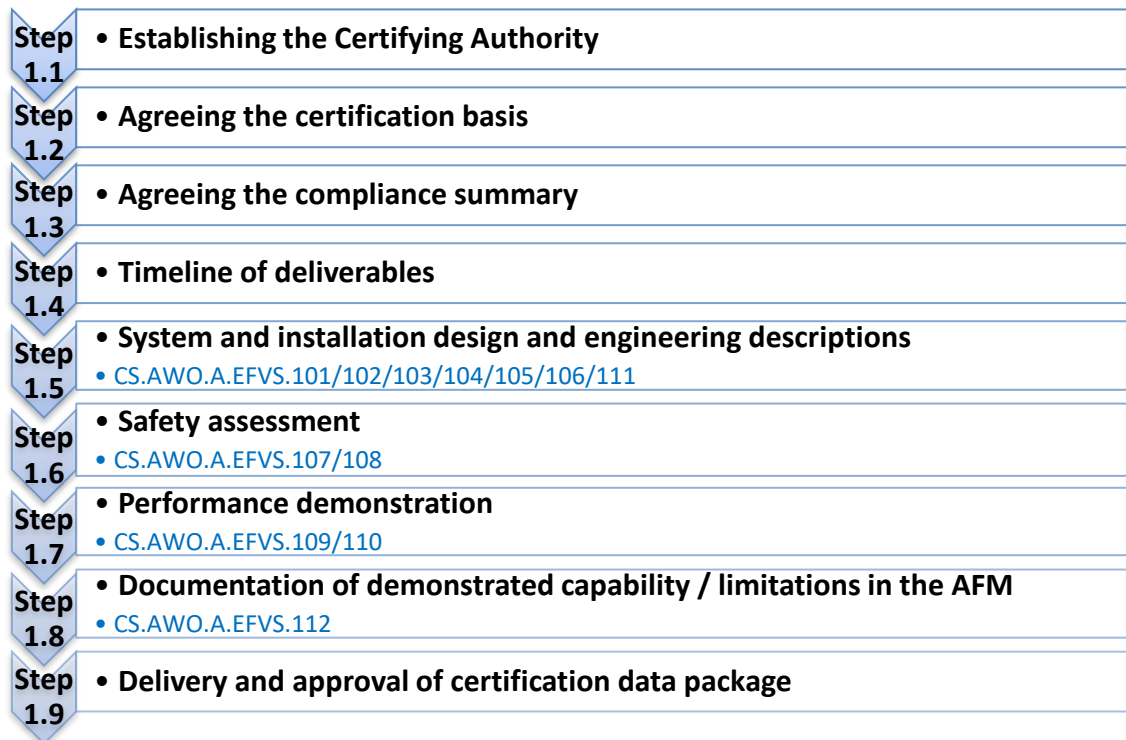 Step 1.1
• Establishing the Certifying Authority
Step 1.2
• Agreeing the certification basis
Step 1.3
• Agreeing the compliance summary
Step 1.4
• Timeline of deliverables
Step 1.5
• System and installation design and engineering descriptions
• CS.AWO.A.EFVS.101/102/103/104/105/106/111
Step 1.6
• Safety assessment
• CS.AWO.A.EFVS.107/108
Step 1.7
• Performance demonstration
• CS.AWO.A.EFVS.109/110
Step 1.8
• Documentation of demonstrated capability / limitations in the AFM
• CS.AWO.A.EFVS.112
Step 1.9
• Delivery and approval of certification data package